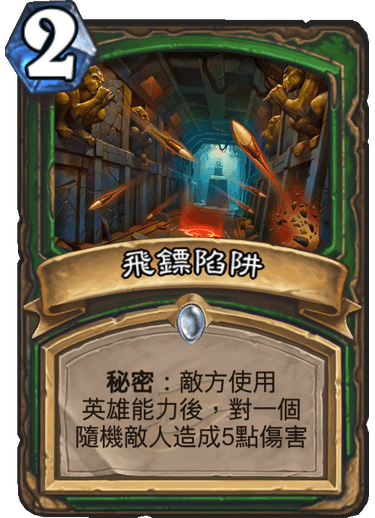 2
飛鏢陷阱
秘密：敵方使用
英雄能力後，對一個
隨機敵人造成5點傷害